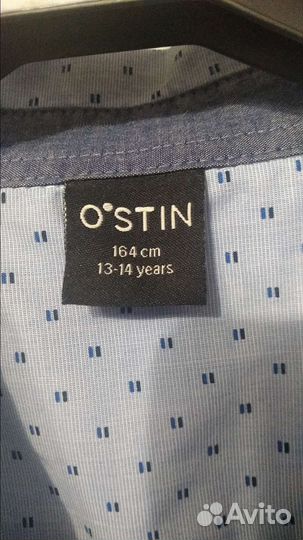 O'STIN
164 cm
13-14 years
Avito